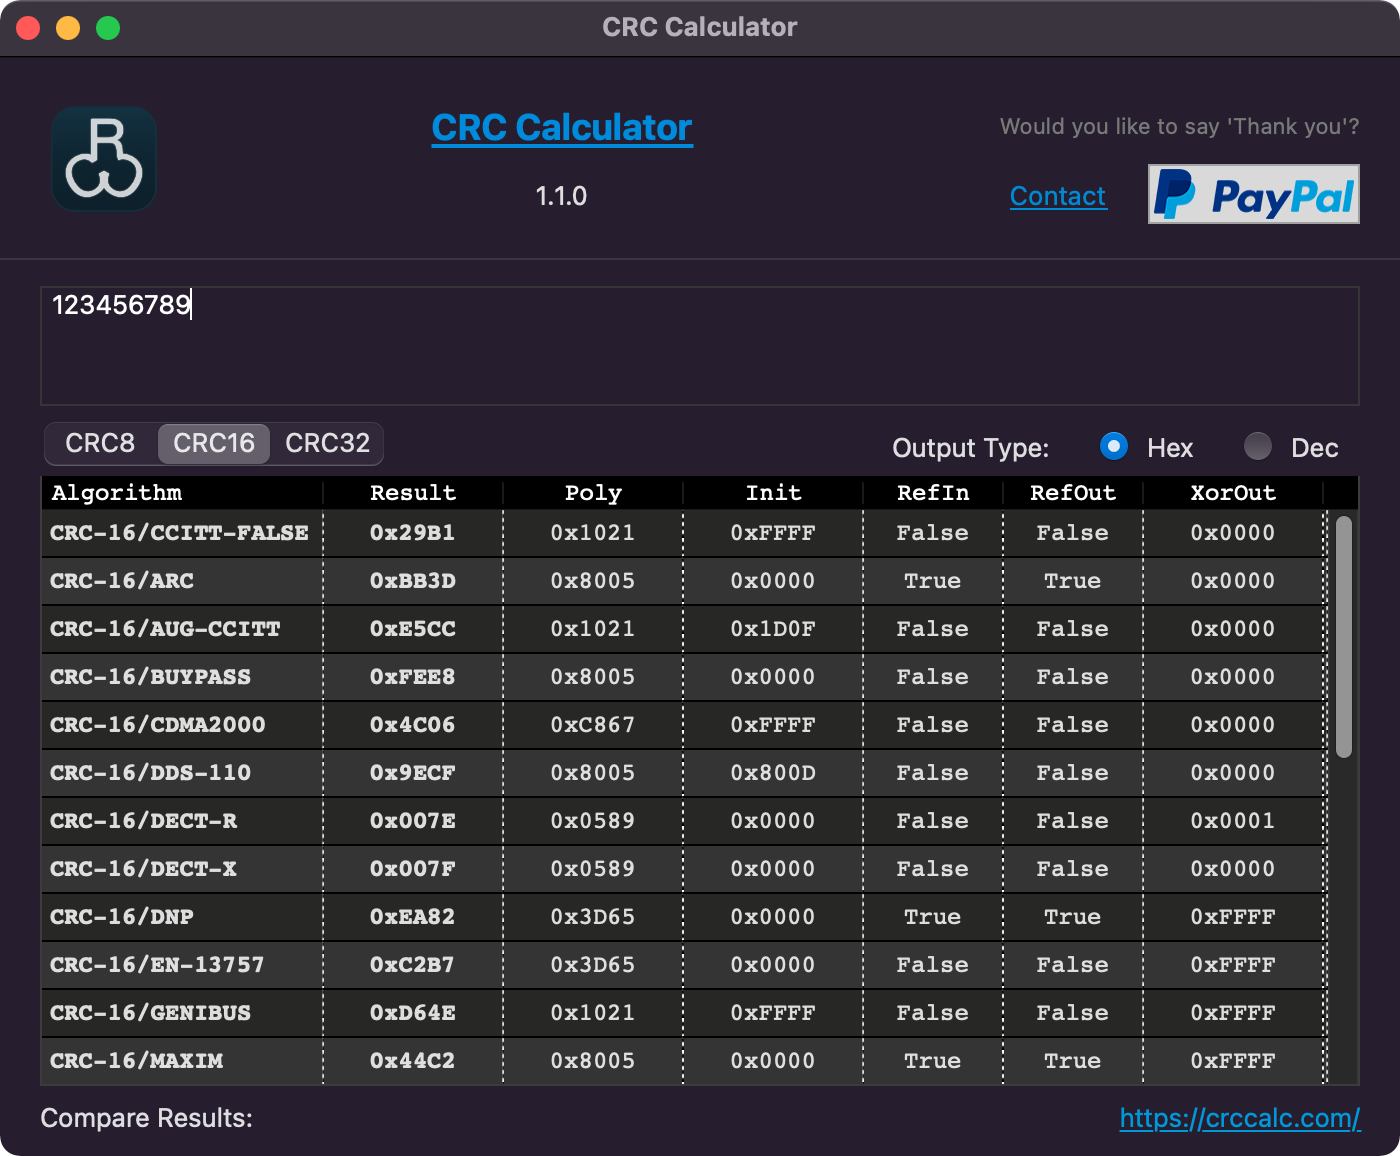 CRC Calculator
CRC Calculator
Would you like to say 'Thank you'?
1.1.0
Contact
PayPal
123456789
CRC8 CRC16 CRC32
Output Type: Hex Dec
Algorithm Result Poly Init RefIn RefOut XorOut
CRC-16/CCITT-FALSE 0x29B1 0x1021 0xFFFF False False 0x0000
CRC-16/ARC 0xBB3D 0x8005 0x0000 True True 0x0000
CRC-16/AUG-CCITT 0xE5CC 0x1021 0x1D0F False False 0x0000
CRC-16/BUYPASS 0xFEE8 0x8005 0x0000 False False 0x0000
CRC-16/CDMA2000 0x4C06 0xC867 0xFFFF False False 0x0000
CRC-16/DDS-110 0x9ECF 0x8005 0x800D False False 0x0000
CRC-16/DECT-R 0x007E 0x0589 0x0000 False False 0x0001
CRC-16/DECT-X 0x007F 0x0589 0x0000 False False 0x0000
CRC-16/DNP 0xEA82 0x3D65 0x0000 True True 0xFFFF
CRC-16/EN-13757 0xC2B7 0x3D65 0x0000 False False 0xFFFF
CRC-16/GENIBUS 0xD64E 0x1021 0xFFFF False False 0xFFFF
CRC-16/MAXIM 0x44C2 0x8005 0x0000 True True 0xFFFF
Compare Results: https://crccalc.com/